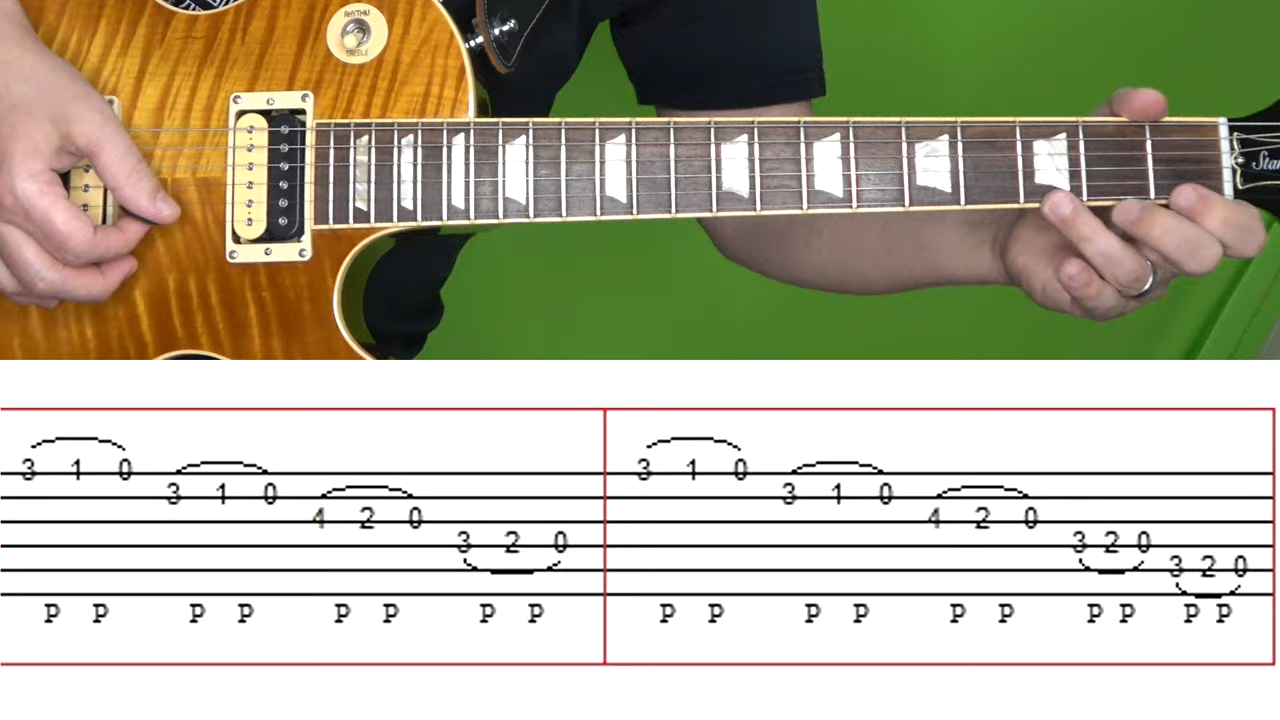 RHYTHM
TREBLE
Stan
3 1 0 3 1 0
3 1 0 3 1 0
4 2 0 4 2 0
3 2 0 3 2 0
3 2 0
p p p p p p p p p p p p p p p p p p